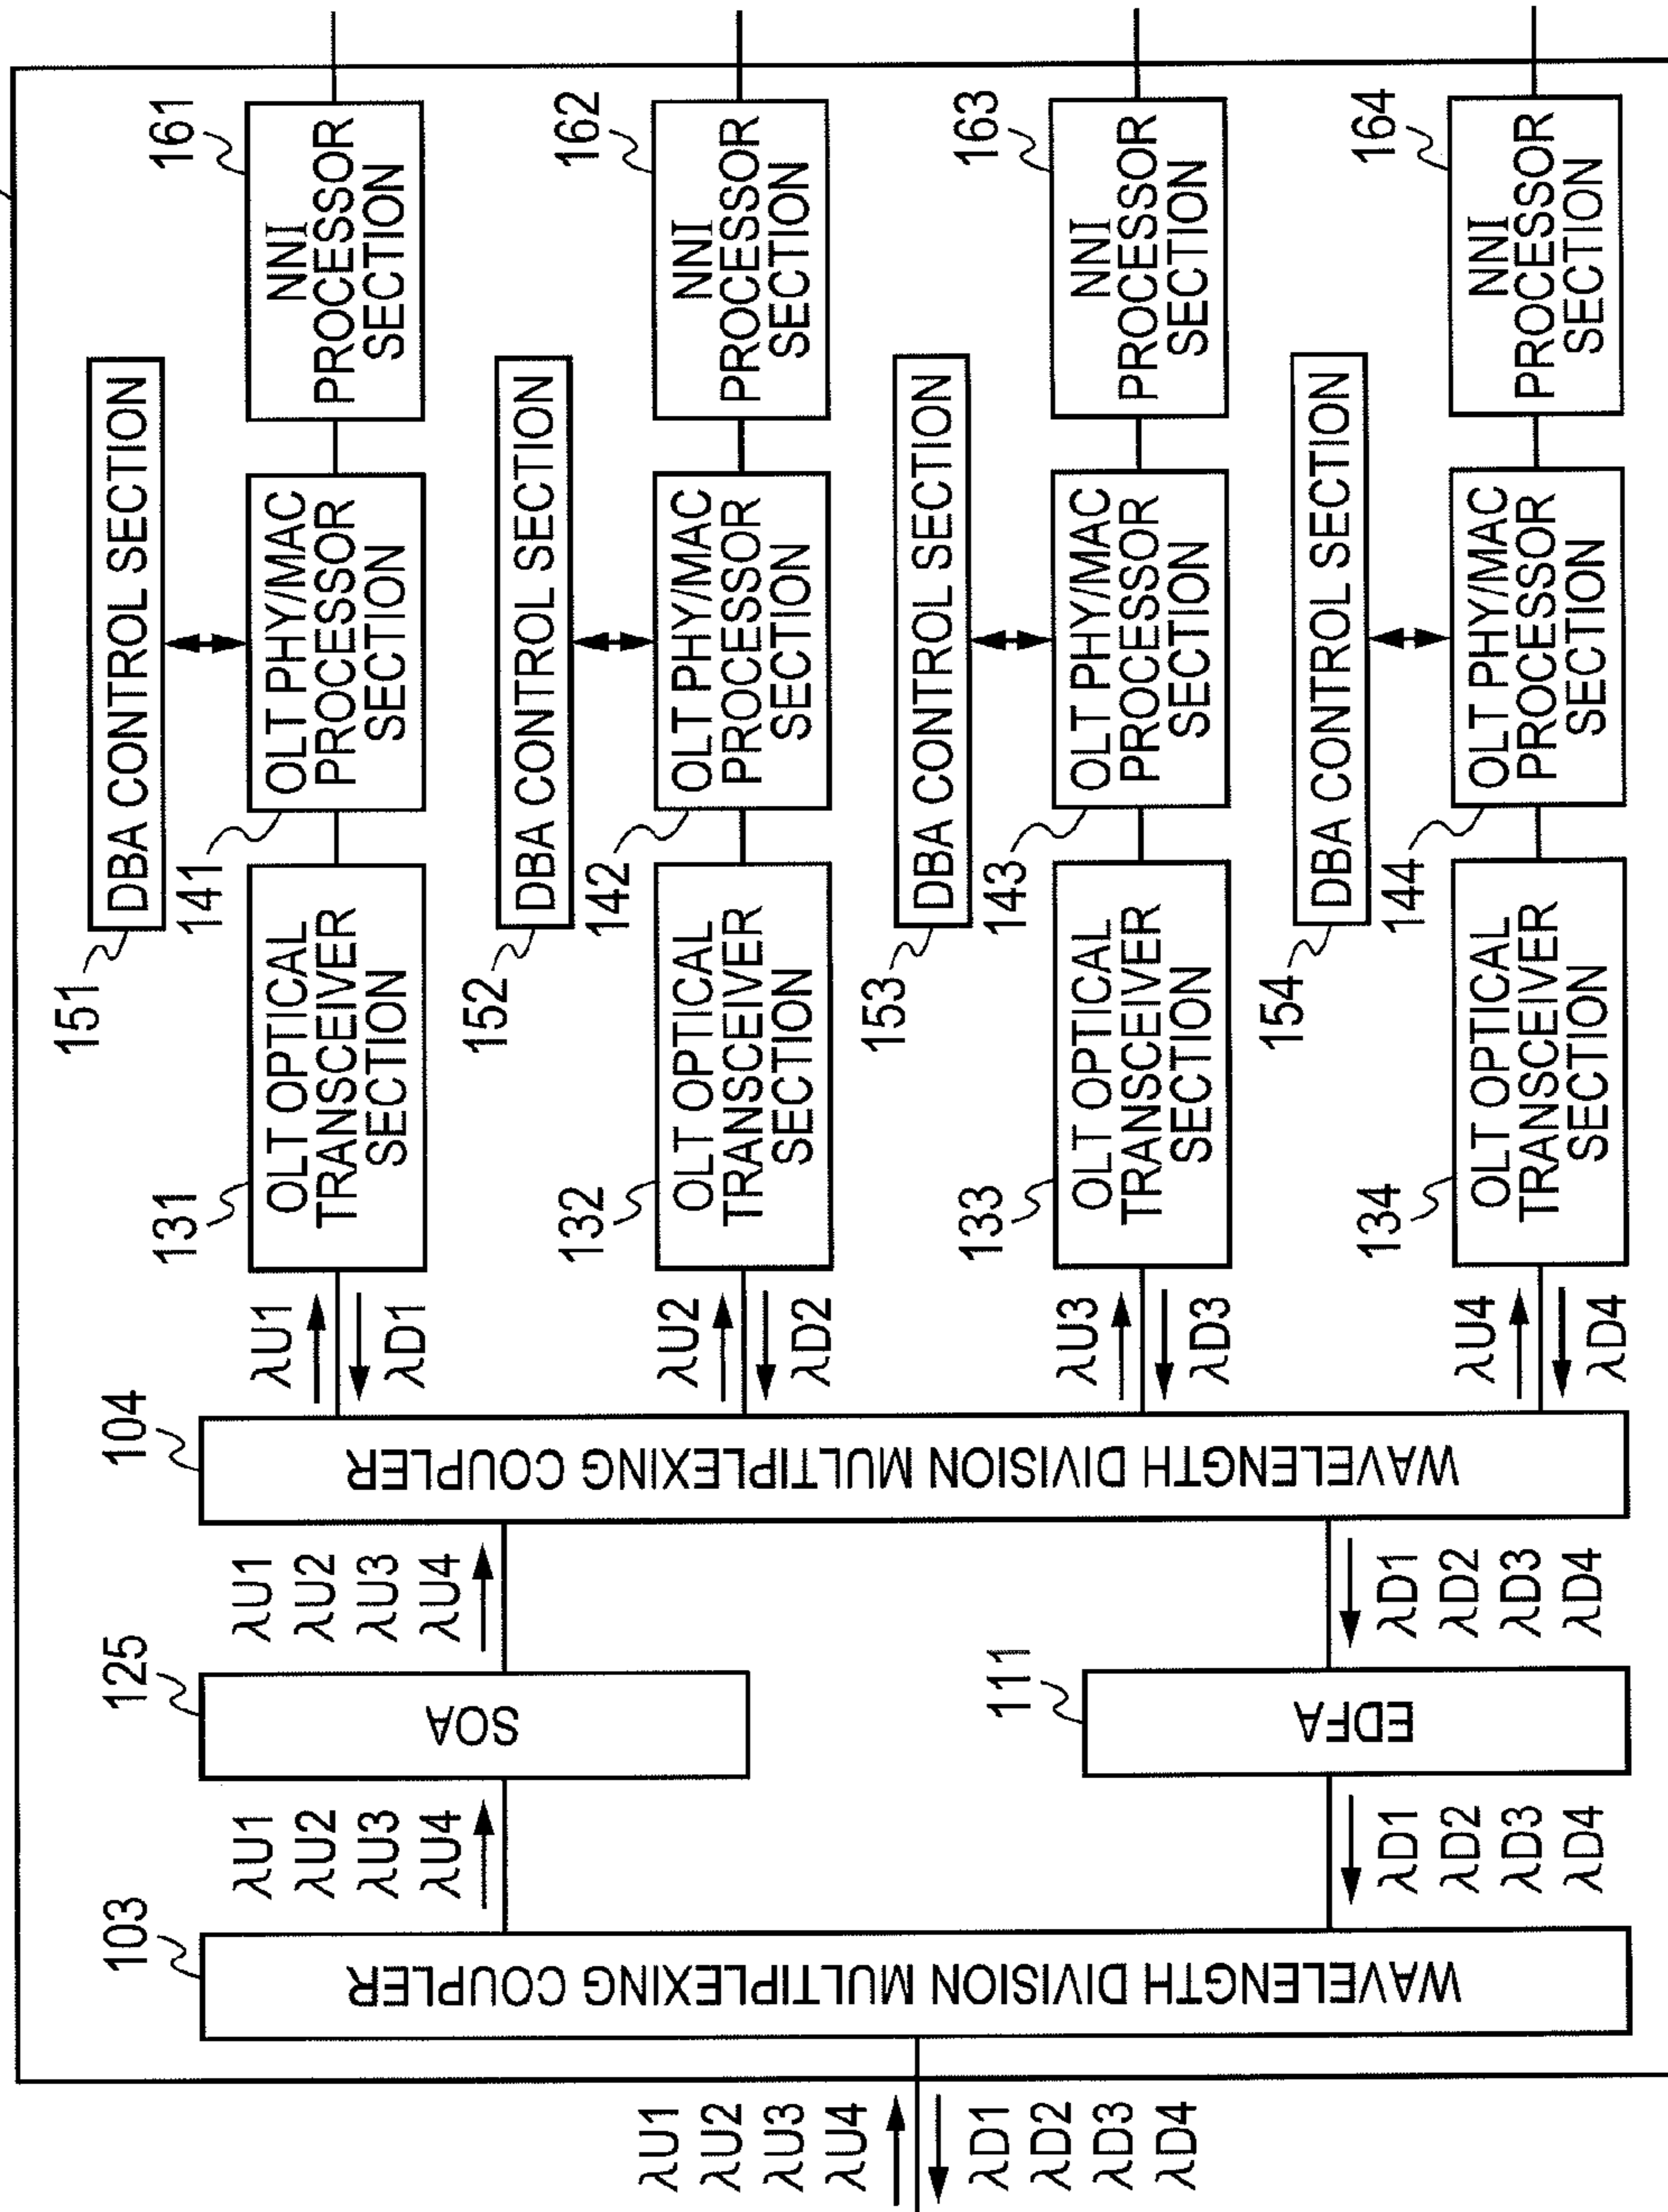 λU1
λU2
λU3
λU4
λD1
λD2
λD3
λD4
103
WAVELENGTH DIVISION MULTIPLEXING COUPLER
λU1
λU2
λU3
λU4
λD1
λD2
λD3
λD4
125
SOA
111
EDFA
λU1
λU2
λU3
λU4
λD1
λD2
λD3
λD4
104
WAVELENGTH DIVISION MULTIPLEXING COUPLER
λU1
λD1
131
OLT OPTICAL
TRANSCEIVER
SECTION
151
DBA CONTROL SECTION
141
OLT PHY/MAC
PROCESSOR
SECTION
161
NNI
PROCESSOR
SECTION
λU2
λD2
132
OLT OPTICAL
TRANSCEIVER
SECTION
152
DBA CONTROL SECTION
142
OLT PHY/MAC
PROCESSOR
SECTION
162
NNI
PROCESSOR
SECTION
λU3
λD3
133
OLT OPTICAL
TRANSCEIVER
SECTION
153
DBA CONTROL SECTION
143
OLT PHY/MAC
PROCESSOR
SECTION
163
NNI
PROCESSOR
SECTION
λU4
λD4
134
OLT OPTICAL
TRANSCEIVER
SECTION
154
DBA CONTROL SECTION
144
OLT PHY/MAC
PROCESSOR
SECTION
164
NNI
PROCESSOR
SECTION